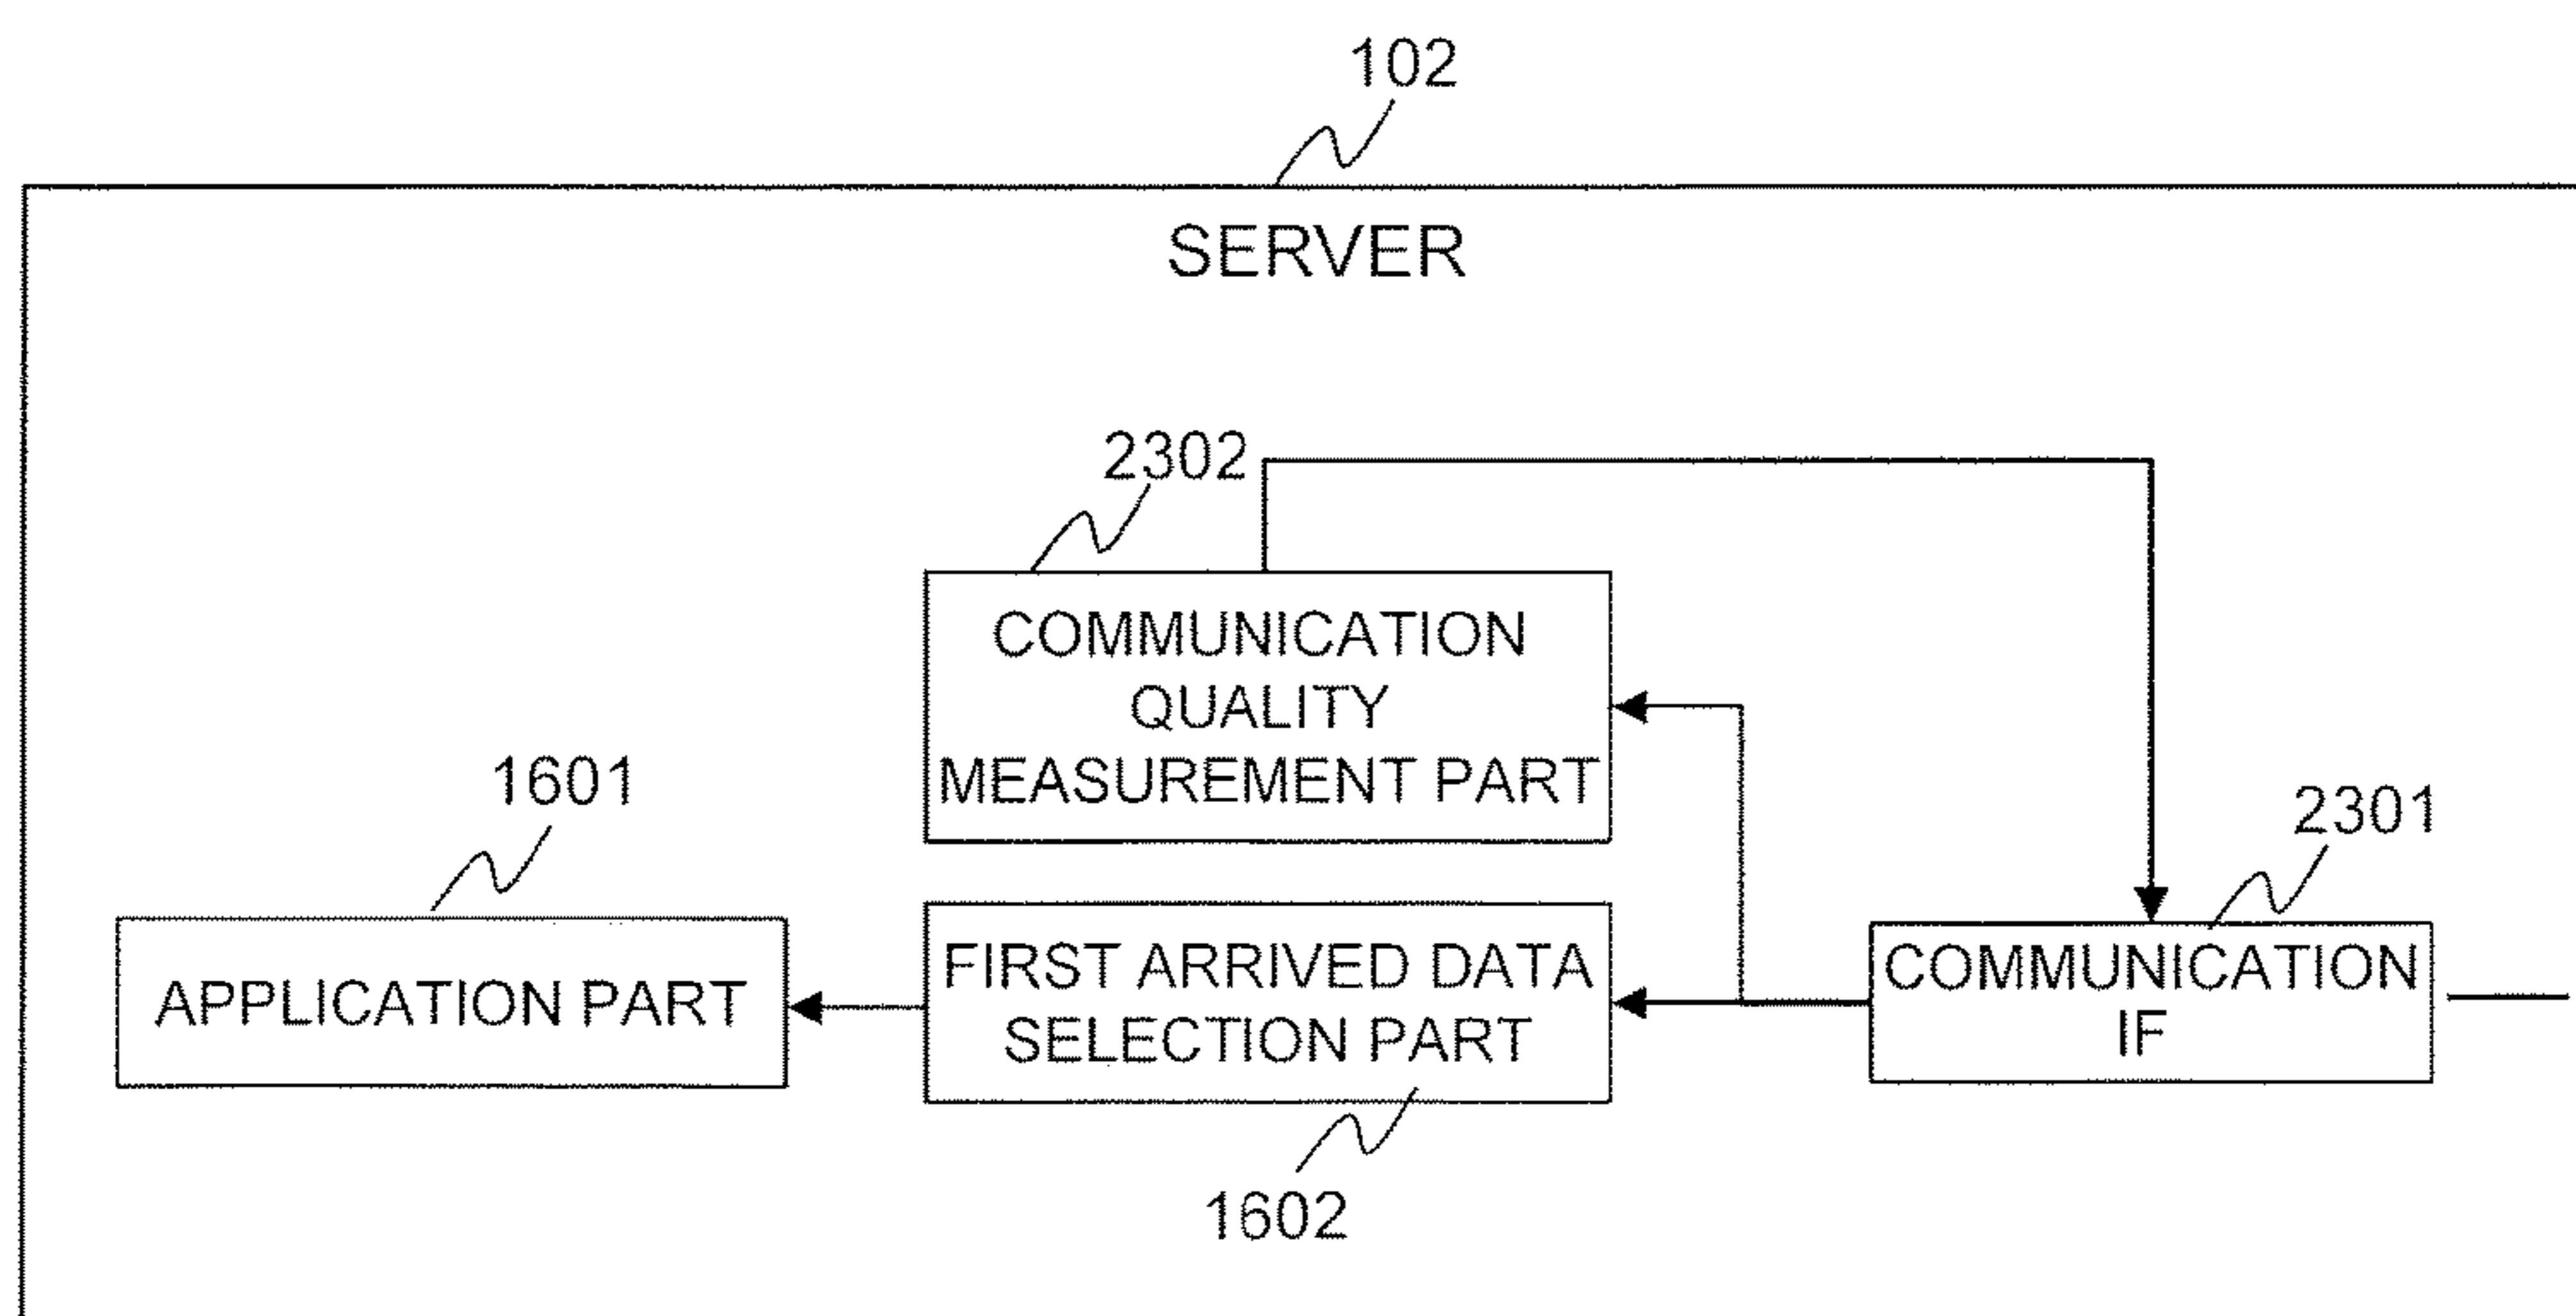 102
SERVER
2302
COMMUNICATION
QUALITY
MEASUREMENT PART
1601
2301
APPLICATION PART
FIRST ARRIVED DATA
SELECTION PART
COMMUNICATION
IF
1602